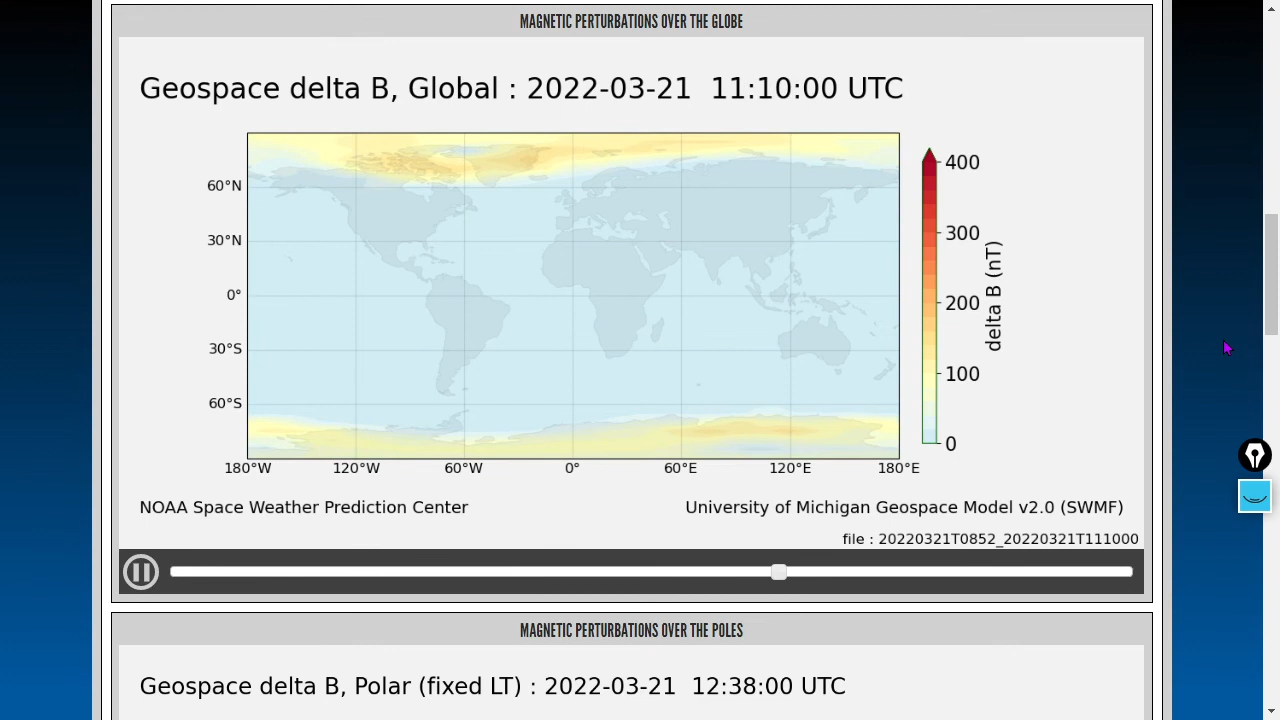 MAGNETIC PERTURBATIONS OVER THE GLOBE
Geospace delta B, Global : 2022-03-21 11:10:00 UTC
60°N
30°N
0°
30°S
60°S
180°W 120°W 60°W 0° 60°E 120°E 180°E
400
300
200
100
0
delta B (nT)
NOAA Space Weather Prediction Center
University of Michigan Geospace Model v2.0 (SWMF)
file : 20220321T0852_20220321T111000
MAGNETIC PERTURBATIONS OVER THE POLES
Geospace delta B, Polar (fixed LT) : 2022-03-21 12:38:00 UTC